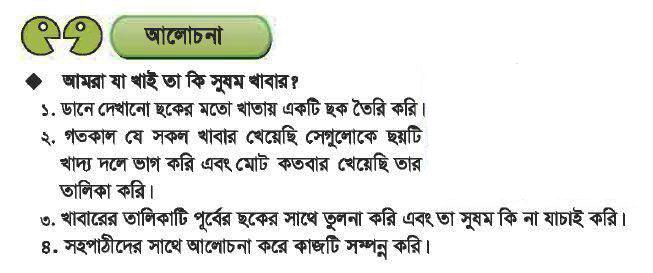 আলোচনা
◆ আমরা যা খাই তা কি সুষম খাবার?
১. ডানে দেখানো ছকের মতো খাতায় একটি ছক তৈরি করি।
২. গতকাল যে সকল খাবার খেয়েছি সেগুলোকে ছয়টি
খাদ্য দলে ভাগ করি এবং মোট কতবার খেয়েছি তার
তালিকা করি।
৩. খাবারের তালিকাটি পূর্বের ছকের সাথে তুলনা করি এবং তা সুষম কি না যাচাই করি।
৪. সহপাঠীদের সাথে আলোচনা করে কাজটি সম্পন্ন করি।